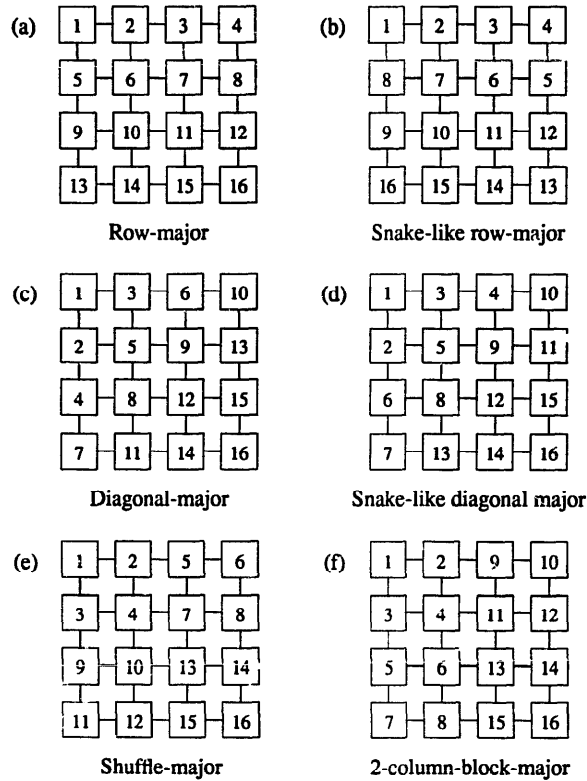 (a) 1 2 3 4
5 6 7 8
9 10 11 12
13 14 15 16
Row-major
(b) 1 2 3 4
8 7 6 5
9 10 11 12
16 15 14 13
Snake-like row-major
(c) 1 3 6 10
2 5 9 13
4 8 12 15
7 11 14 16
Diagonal-major
(d) 1 3 4 10
2 5 9 11
6 8 12 15
7 13 14 16
Snake-like diagonal major
(e) 1 2 5 6
3 4 7 8
9 10 13 14
11 12 15 16
Shuffle-major
(f) 1 2 9 10
3 4 11 12
5 6 13 14
7 8 15 16
2-column-block-major